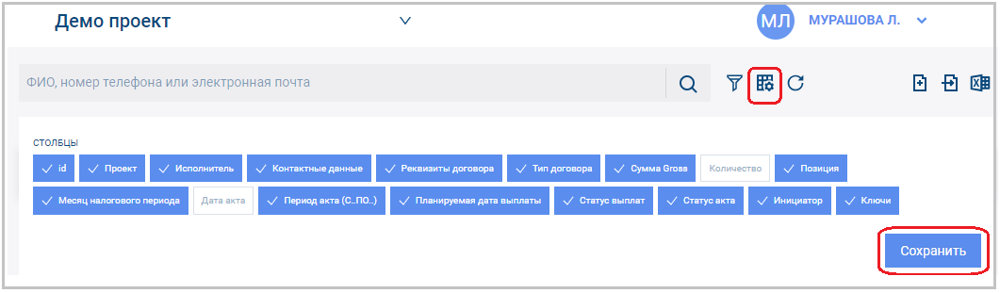 Демо проект
МЛ МУРАШОВА Л.
ФИО, номер телефона или электронная почта
СТОЛБЦЫ
id Проект Исполнитель Контактные данные Реквизиты договора Тип договора Сумма Gross Количество Позиция
Месяц налогового периода Дата акта Период акта (С..ПО..) Планируемая дата выплаты Статус выплат Статус акта Инициатор Ключи
Сохранить